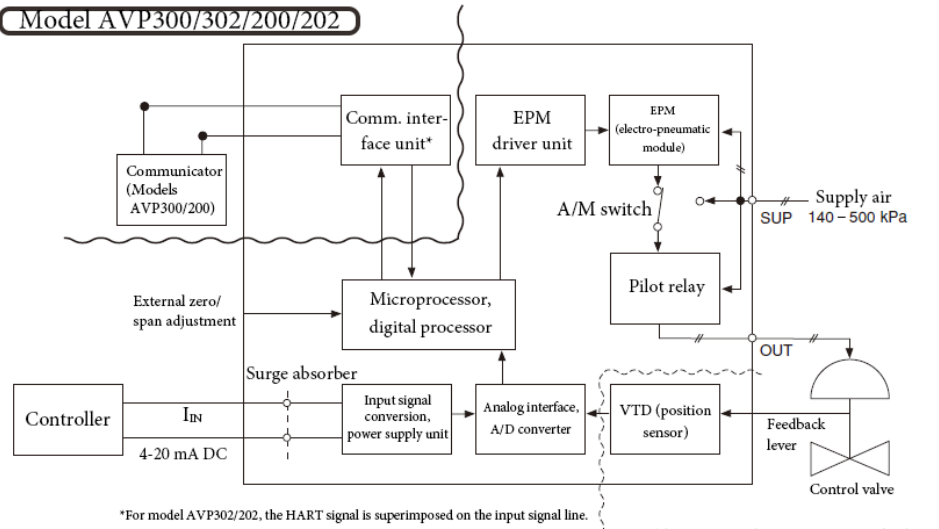 Model AVP300/302/200/202
Comm. inter-
face unit*
EPM
driver unit
EPM
(electro-pneumatic
module)
Communicator
(Models
AVP300/200)
A/M switch
SUP
Supply air
140 – 500 kPa
Pilot relay
Microprocessor,
digital processor
External zero/
span adjustment
OUT
Surge absorber
Controller
IIN
4-20 mA DC
Input signal
conversion,
power supply unit
Analog interface,
A/D converter
VTD (position
sensor)
Feedback
lever
Control valve
*For model AVP302/202, the HART signal is superimposed on the input signal line.